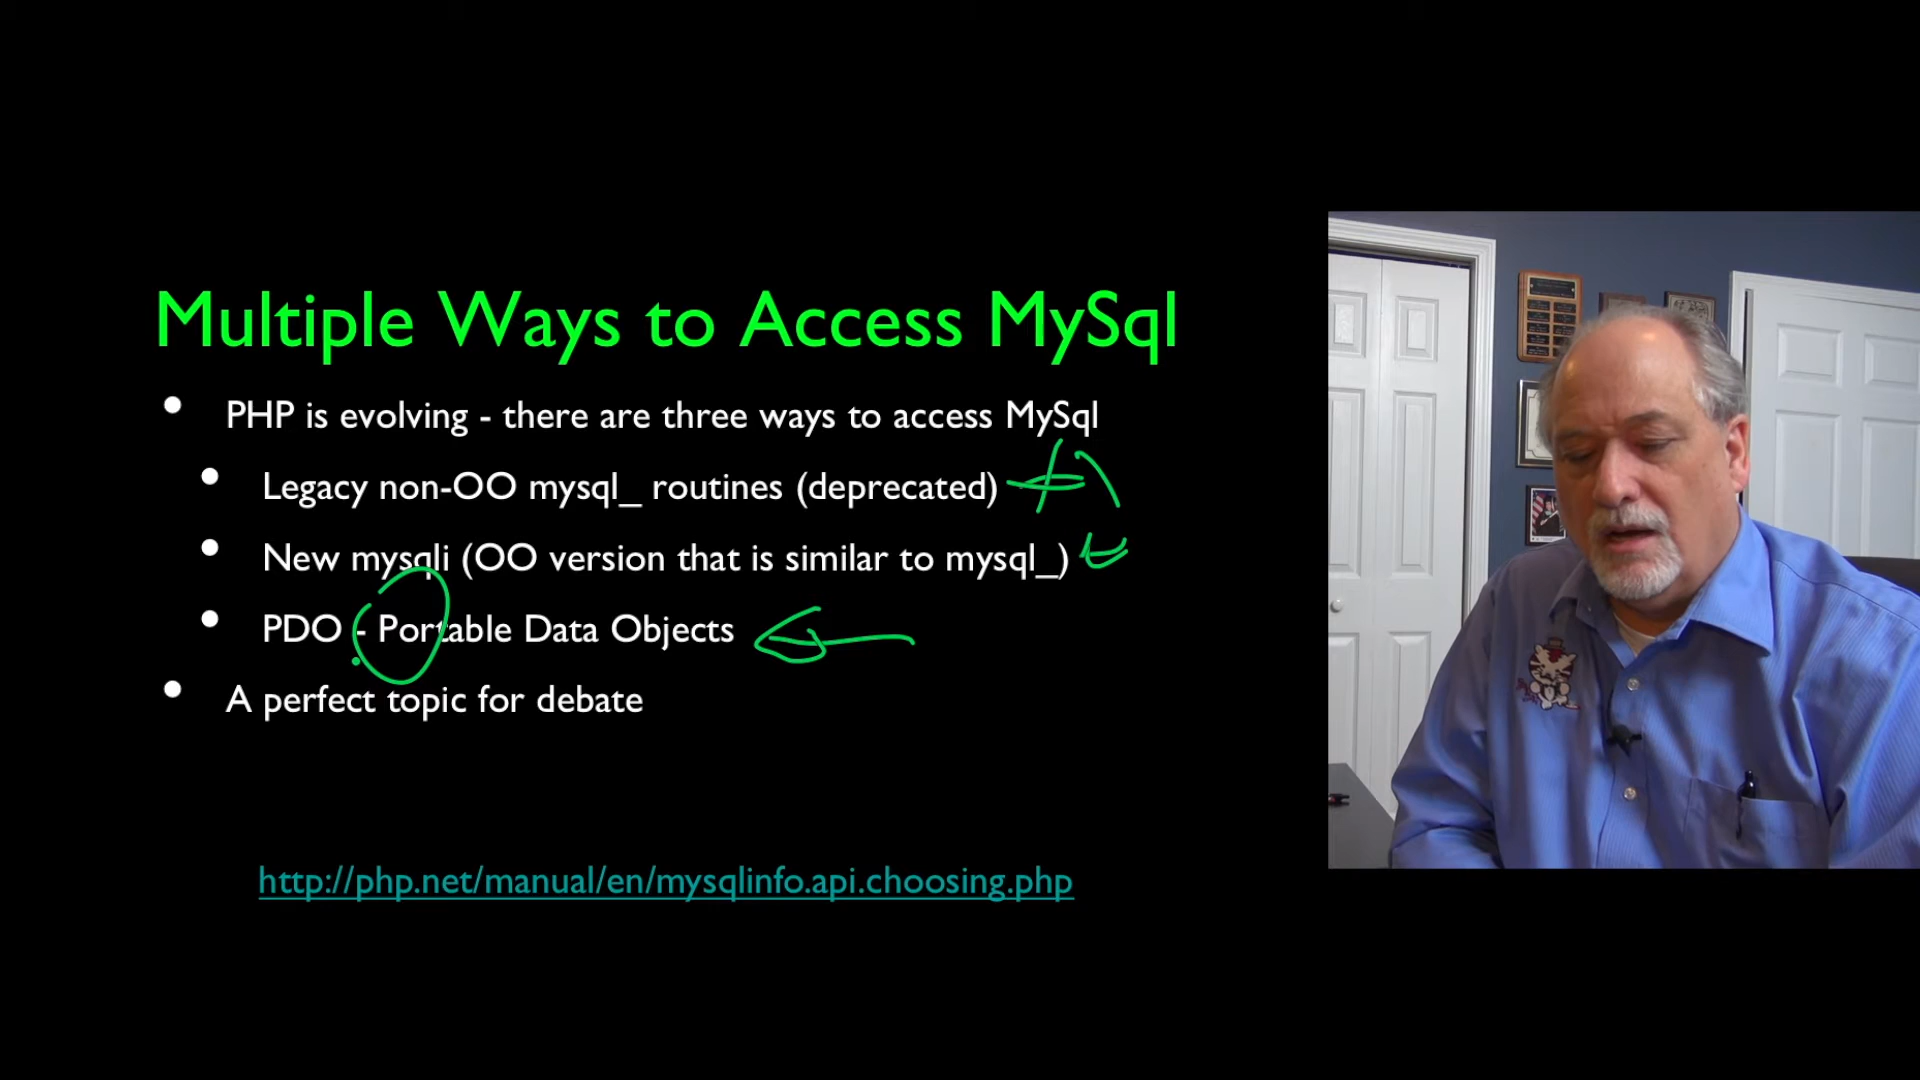 Multiple Ways to Access MySql
• PHP is evolving - there are three ways to access MySql
• Legacy non-OO mysql_ routines (deprecated)
• New mysqli (OO version that is similar to mysql_)
• PDO - Portable Data Objects
• A perfect topic for debate
http://php.net/manual/en/mysqlinfo.api.choosing.php